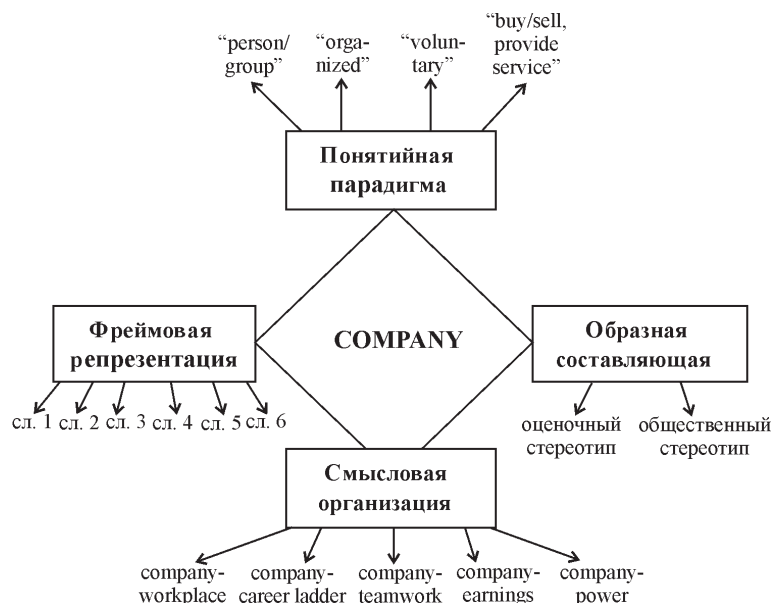 “person/
group”
“orga-
nized”
“volun-
tary”
“buy/sell,
provide
service”
Понятийная
парадигма
Фреймовая
репрезентация
COMPANY
Образная
составляющая
сл. 1 сл. 2 сл. 3 сл. 4 сл. 5 сл. 6
оценочный
стереотип
общественный
стереотип
Смысловая
организация
company-
workplace
company-
career ladder
company-
teamwork
company-
earnings
company-
power